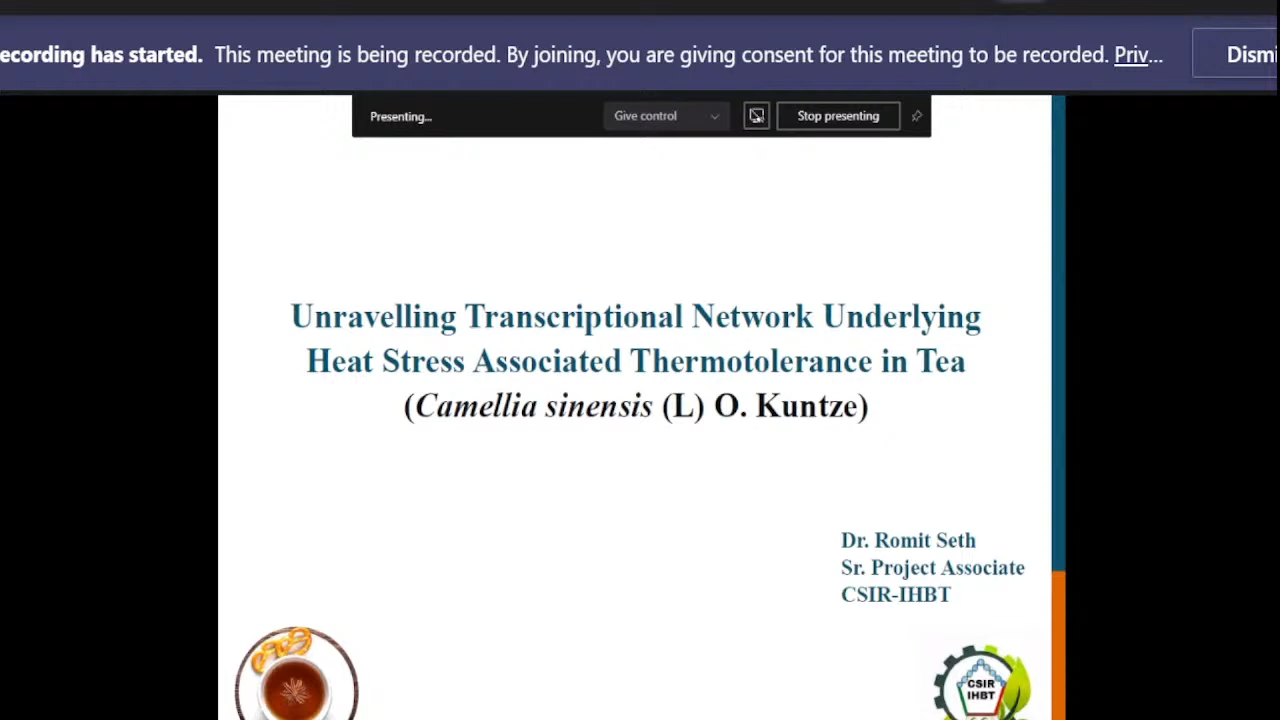 ecording has started. This meeting is being recorded. By joining, you are giving consent for this meeting to be recorded. Priv...
Dismi
Presenting...
Give control
Stop presenting
Unravelling Transcriptional Network Underlying
Heat Stress Associated Thermotolerance in Tea
(Camellia sinensis (L) O. Kuntze)
Dr. Romit Seth
Sr. Project Associate
CSIR-IHBT
CSIR
IHBT